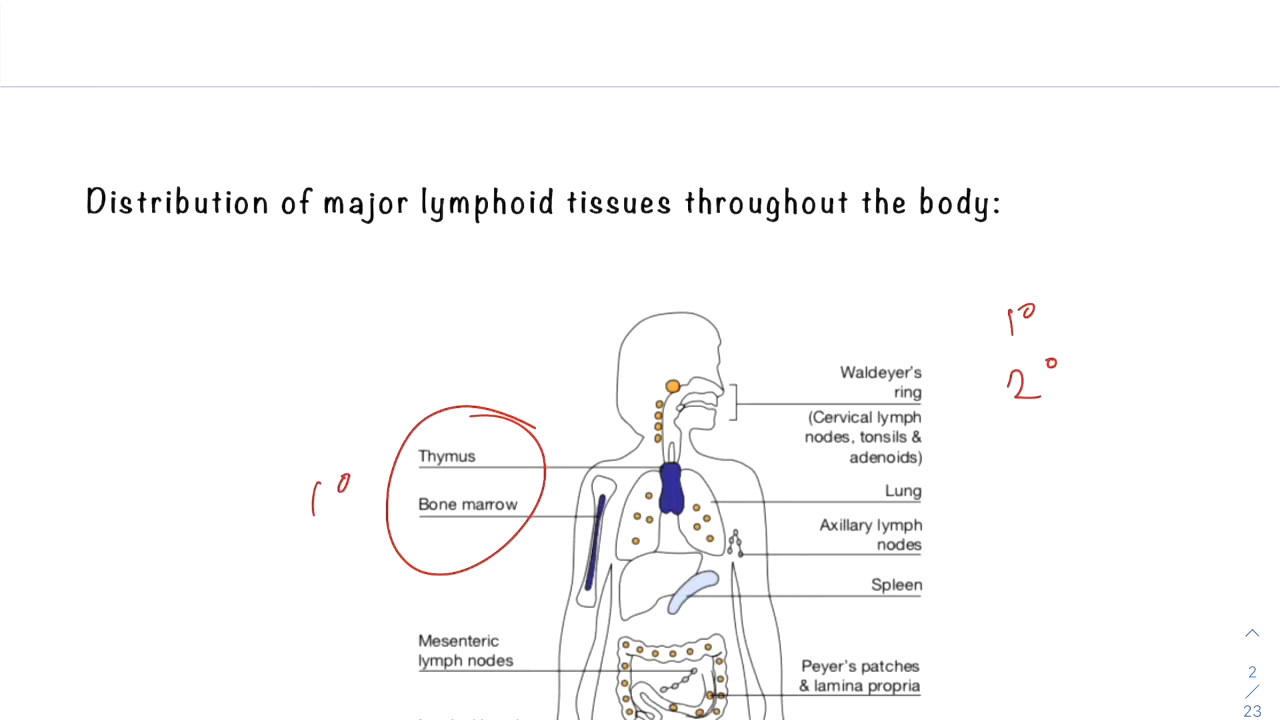 Distribution of major lymphoid tissues throughout the body:
1°
2°
Waldeyer's
ring
(Cervical lymph
nodes, tonsils &
adenoids)
Thymus
1°
Bone marrow
Lung
Axillary lymph
nodes
Spleen
Mesenteric
lymph nodes
Peyer's patches
& lamina propria
2
/
23